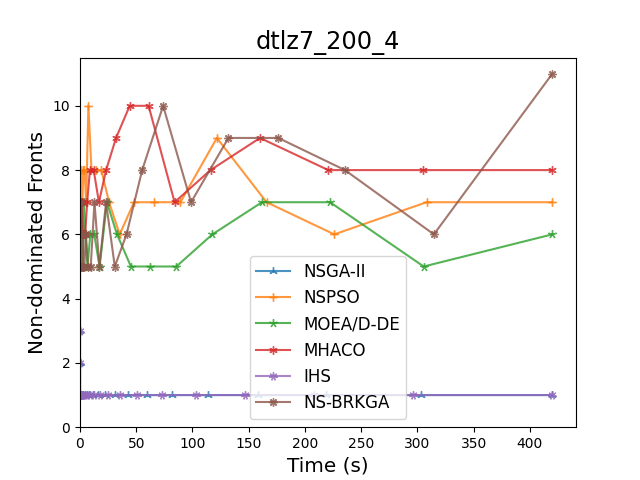 dtlz7_200_4
Non-dominated Fronts
10
8
6
4
2
0
NSGA-II
NSPSO
MOEA/D-DE
MHACO
IHS
NS-BRKGA
0 50 100 150 200 250 300 350 400
Time (s)